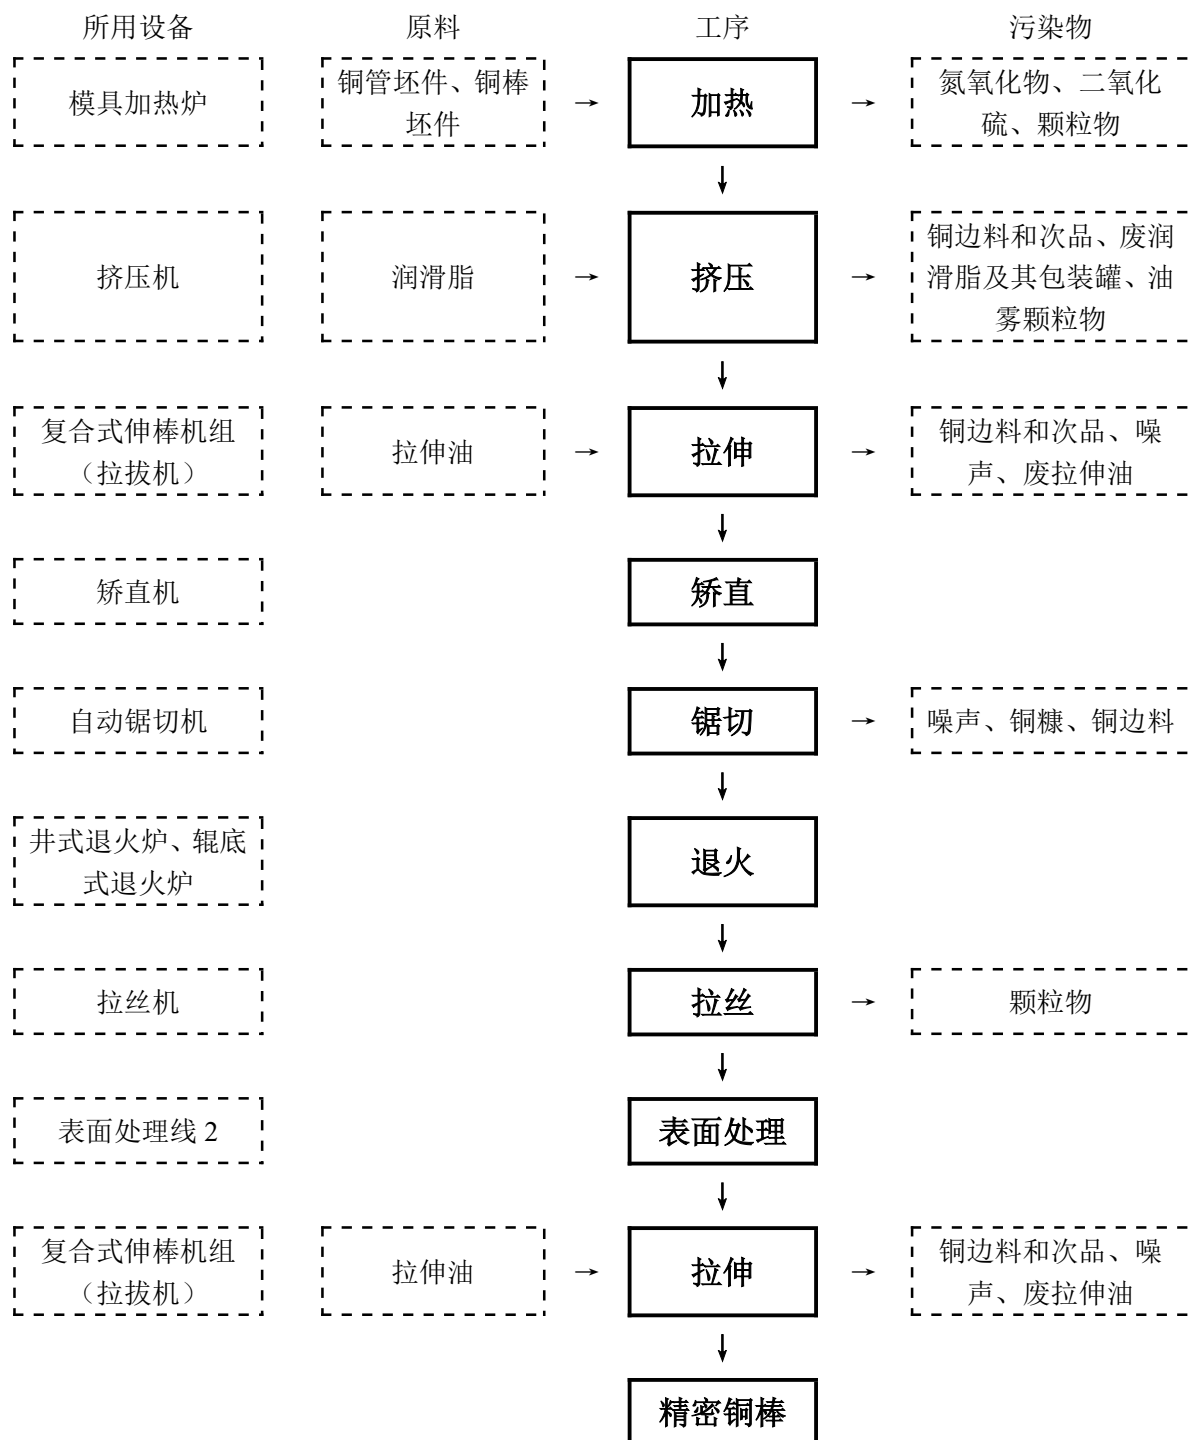 所用设备 原料 工序 污染物
模具加热炉
铜管坯件、铜棒
坯件
加热
氮氧化物、二氧化
硫、颗粒物
挤压机
润滑脂
挤压
铜边料和次品、废润
滑脂及其包装罐、油
雾颗粒物
复合式伸棒机组
（拉拔机）
拉伸油
拉伸
铜边料和次品、噪
声、废拉伸油
矫直机
矫直
自动锯切机
锯切
噪声、铜糠、铜边料
井式退火炉、辊底
式退火炉
退火
拉丝机
拉丝
颗粒物
表面处理线 2
表面处理
复合式伸棒机组
（拉拔机）
拉伸油
拉伸
铜边料和次品、噪
声、废拉伸油
精密铜棒